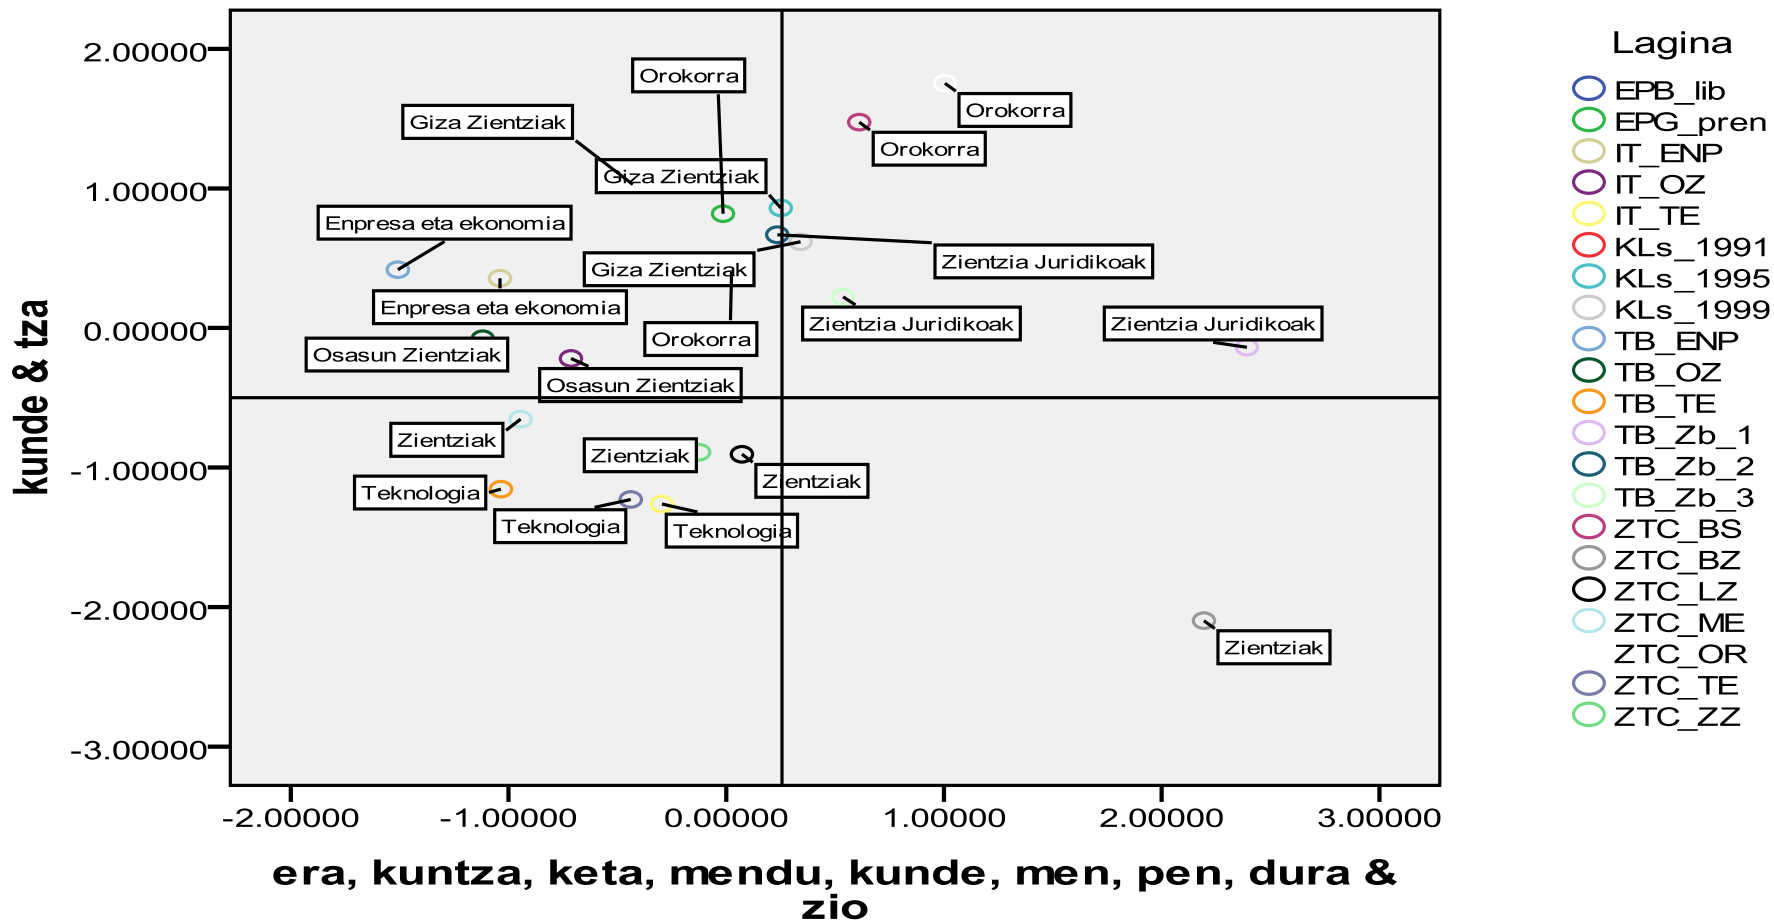 Lagina
EPB_lib
EPG_pren
IT_ENP
IT_OZ
IT_TE
KLs_1991
KLs_1995
KLs_1999
TB_ENP
TB_OZ
TB_TE
TB_Zb_1
TB_Zb_2
TB_Zb_3
ZTC_BS
ZTC_BZ
ZTC_LZ
ZTC_ME
ZTC_OR
ZTC_TE
ZTC_ZZ
kunde & tza
2.00000
1.00000
0.00000
-1.00000
-2.00000
-3.00000
Orokorra
Orokorra
Giza Zientziak
Orokorra
Giza Zientziak
Enpresa eta ekonomia
Zientzia Juridikoak
Giza Zientziak
Enpresa eta ekonomia
Zientzia Juridikoak
Zientzia Juridikoak
Orokorra
Osasun Zientziak
Osasun Zientziak
Zientziak
Zientziak
Zientziak
Teknologia
Teknologia
Teknologia
Zientziak
-2.00000
-1.00000
0.00000
1.00000
2.00000
3.00000
era, kuntza, keta, mendu, kunde, men, pen, dura &
zio